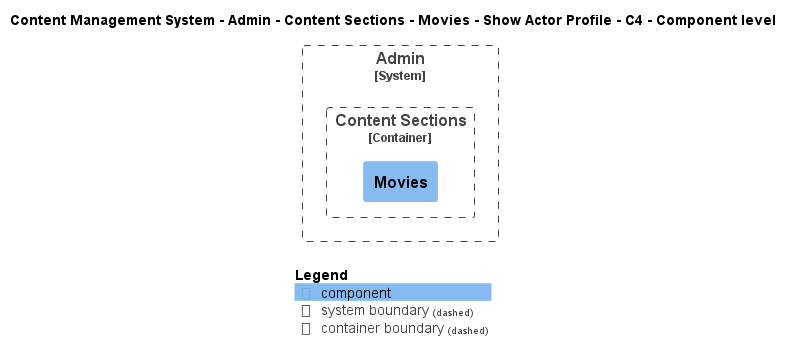 Content Management System - Admin - Content Sections - Movies - Show Actor Profile - C4 - Component level
Admin
[System]
Content Sections
[Container]
Movies
Legend
component
system boundary (dashed)
container boundary (dashed)